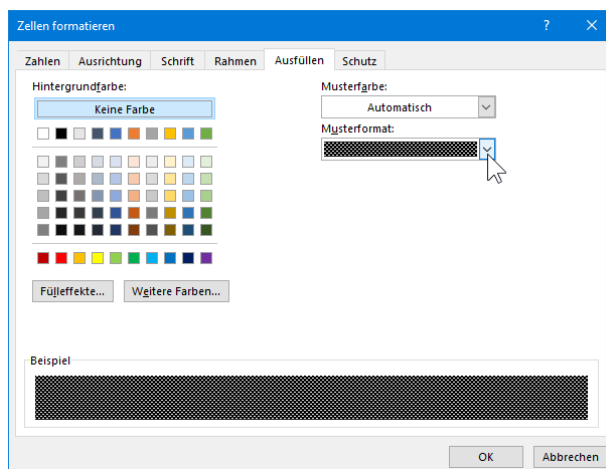 Zellen formatieren
Zahlen Ausrichtung Schrift Rahmen Ausfüllen Schutz
Hintergrundfarbe:
Keine Farbe
Musterfarbe:
Automatisch
Musterformat:
Fülleffekte... Weitere Farben...
Beispiel
OK Abbrechen